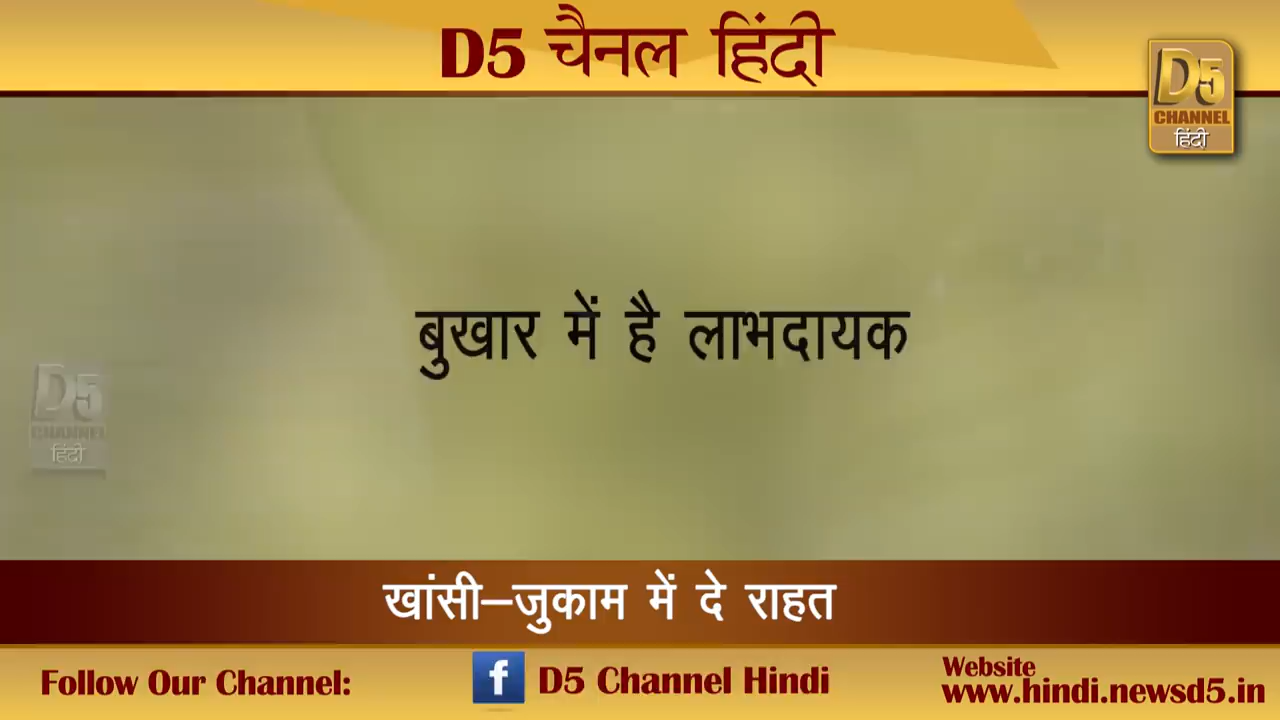 D5 चैनल हिंदी
D5
CHANNEL
हिंदी
बुखार में है लाभदायक
D5
CHANNEL
हिंदी
खांसी–जुकाम में दे राहत
Follow Our Channel:
f
D5 Channel Hindi
Website
www.hindi.newsd5.in